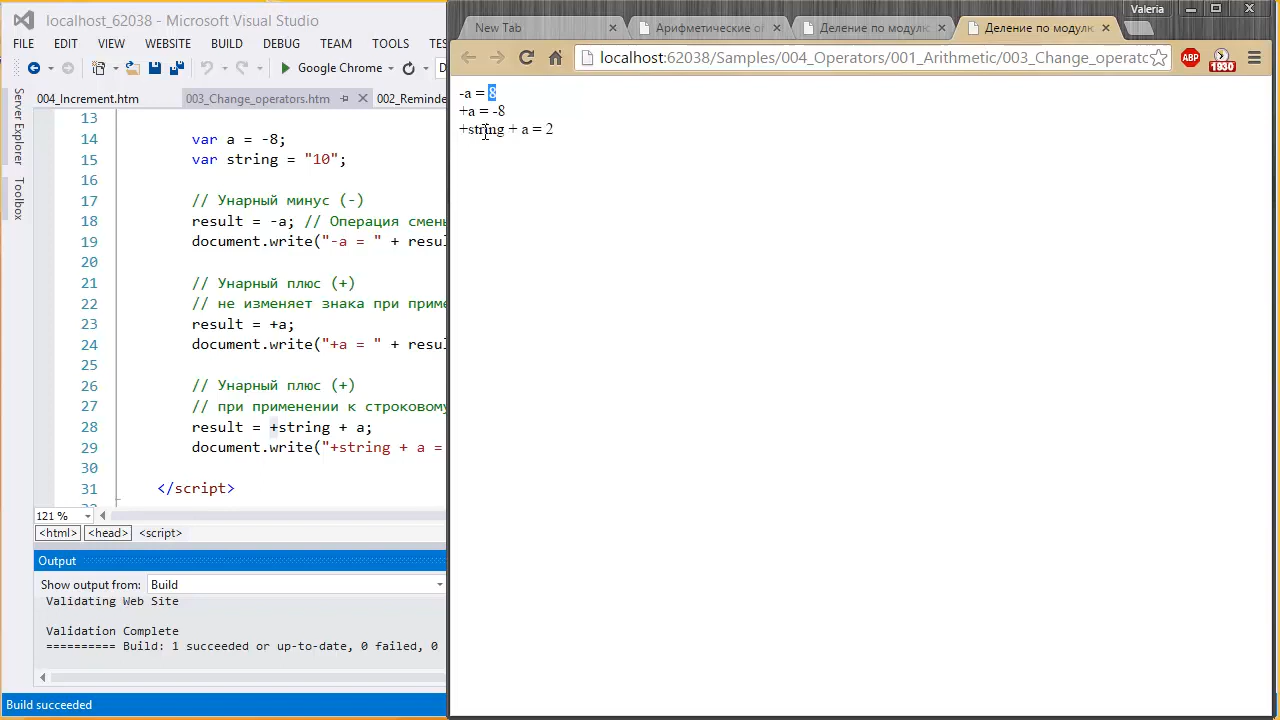 localhost_62038 - Microsoft Visual Studio
FILE EDIT VIEW WEBSITE BUILD DEBUG TEAM TOOLS TES
Google Chrome D
004_Increment.htm 003_Change_operators.htm 002_Reminde
Server Explorer
Toolbox
13
14 var a = -8;
15 var string = "10";
16
17 // Унарный минус (-)
18 result = -a; // Операция смень
19 document.write("-a = " + resul
20
21 // Унарный плюс (+)
22 // не изменяет знака при приме
23 result = +a;
24 document.write("+a = " + resul
25
26 // Унарный плюс (+)
27 // при применении к строковому
28 result = +string + a;
29 document.write("+string + a =
30
31 </script>
121 %
<html> <head> <script>
Output
Show output from: Build
Validating Web Site
Validation Complete
========== Build: 1 succeeded or up-to-date, 0 failed, 0
Build succeeded
Valeria
New Tab Арифметические о Деление по модулю Деление по модулю
localhost:62038/Samples/004_Operators/001_Arithmetic/003_Change_operatc
ABP
1930
-a = 8
+a = -8
+string + a = 2